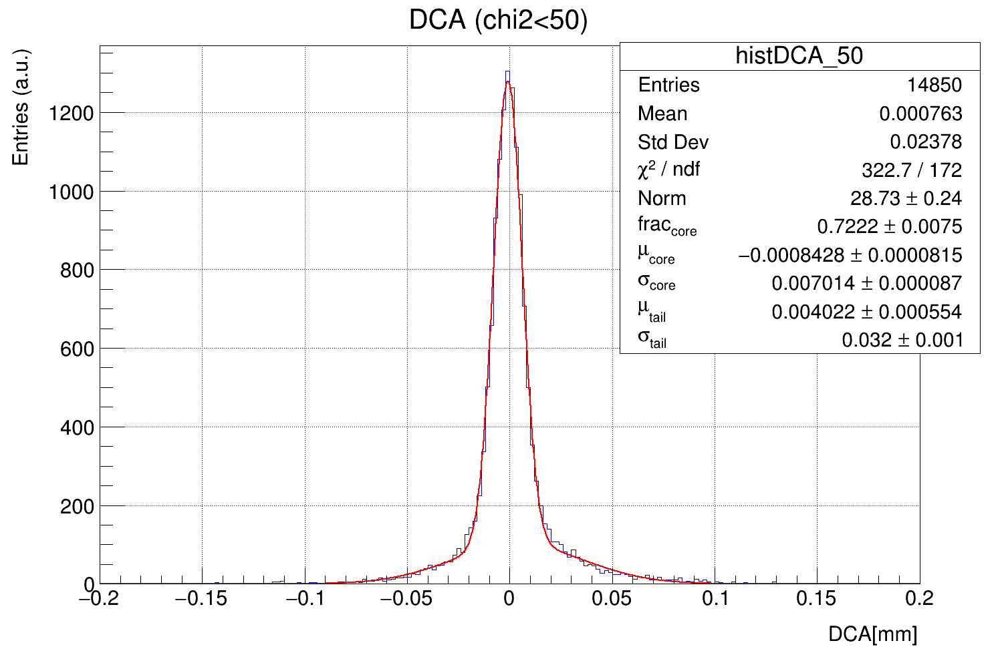 DCA (chi2<50)
Entries (a.u.)
histDCA_50
Entries 14850
Mean 0.000763
Std Dev 0.02378
χ² / ndf 322.7 / 172
Norm 28.73 ± 0.24
frac_core 0.7222 ± 0.0075
μ_core −0.0008428 ± 0.0000815
σ_core 0.007014 ± 0.000087
μ_tail 0.004022 ± 0.000554
σ_tail 0.032 ± 0.001
1200
1000
800
600
400
200
0
−0.2 −0.15 −0.1 −0.05 0 0.05 0.1 0.15 0.2
DCA[mm]